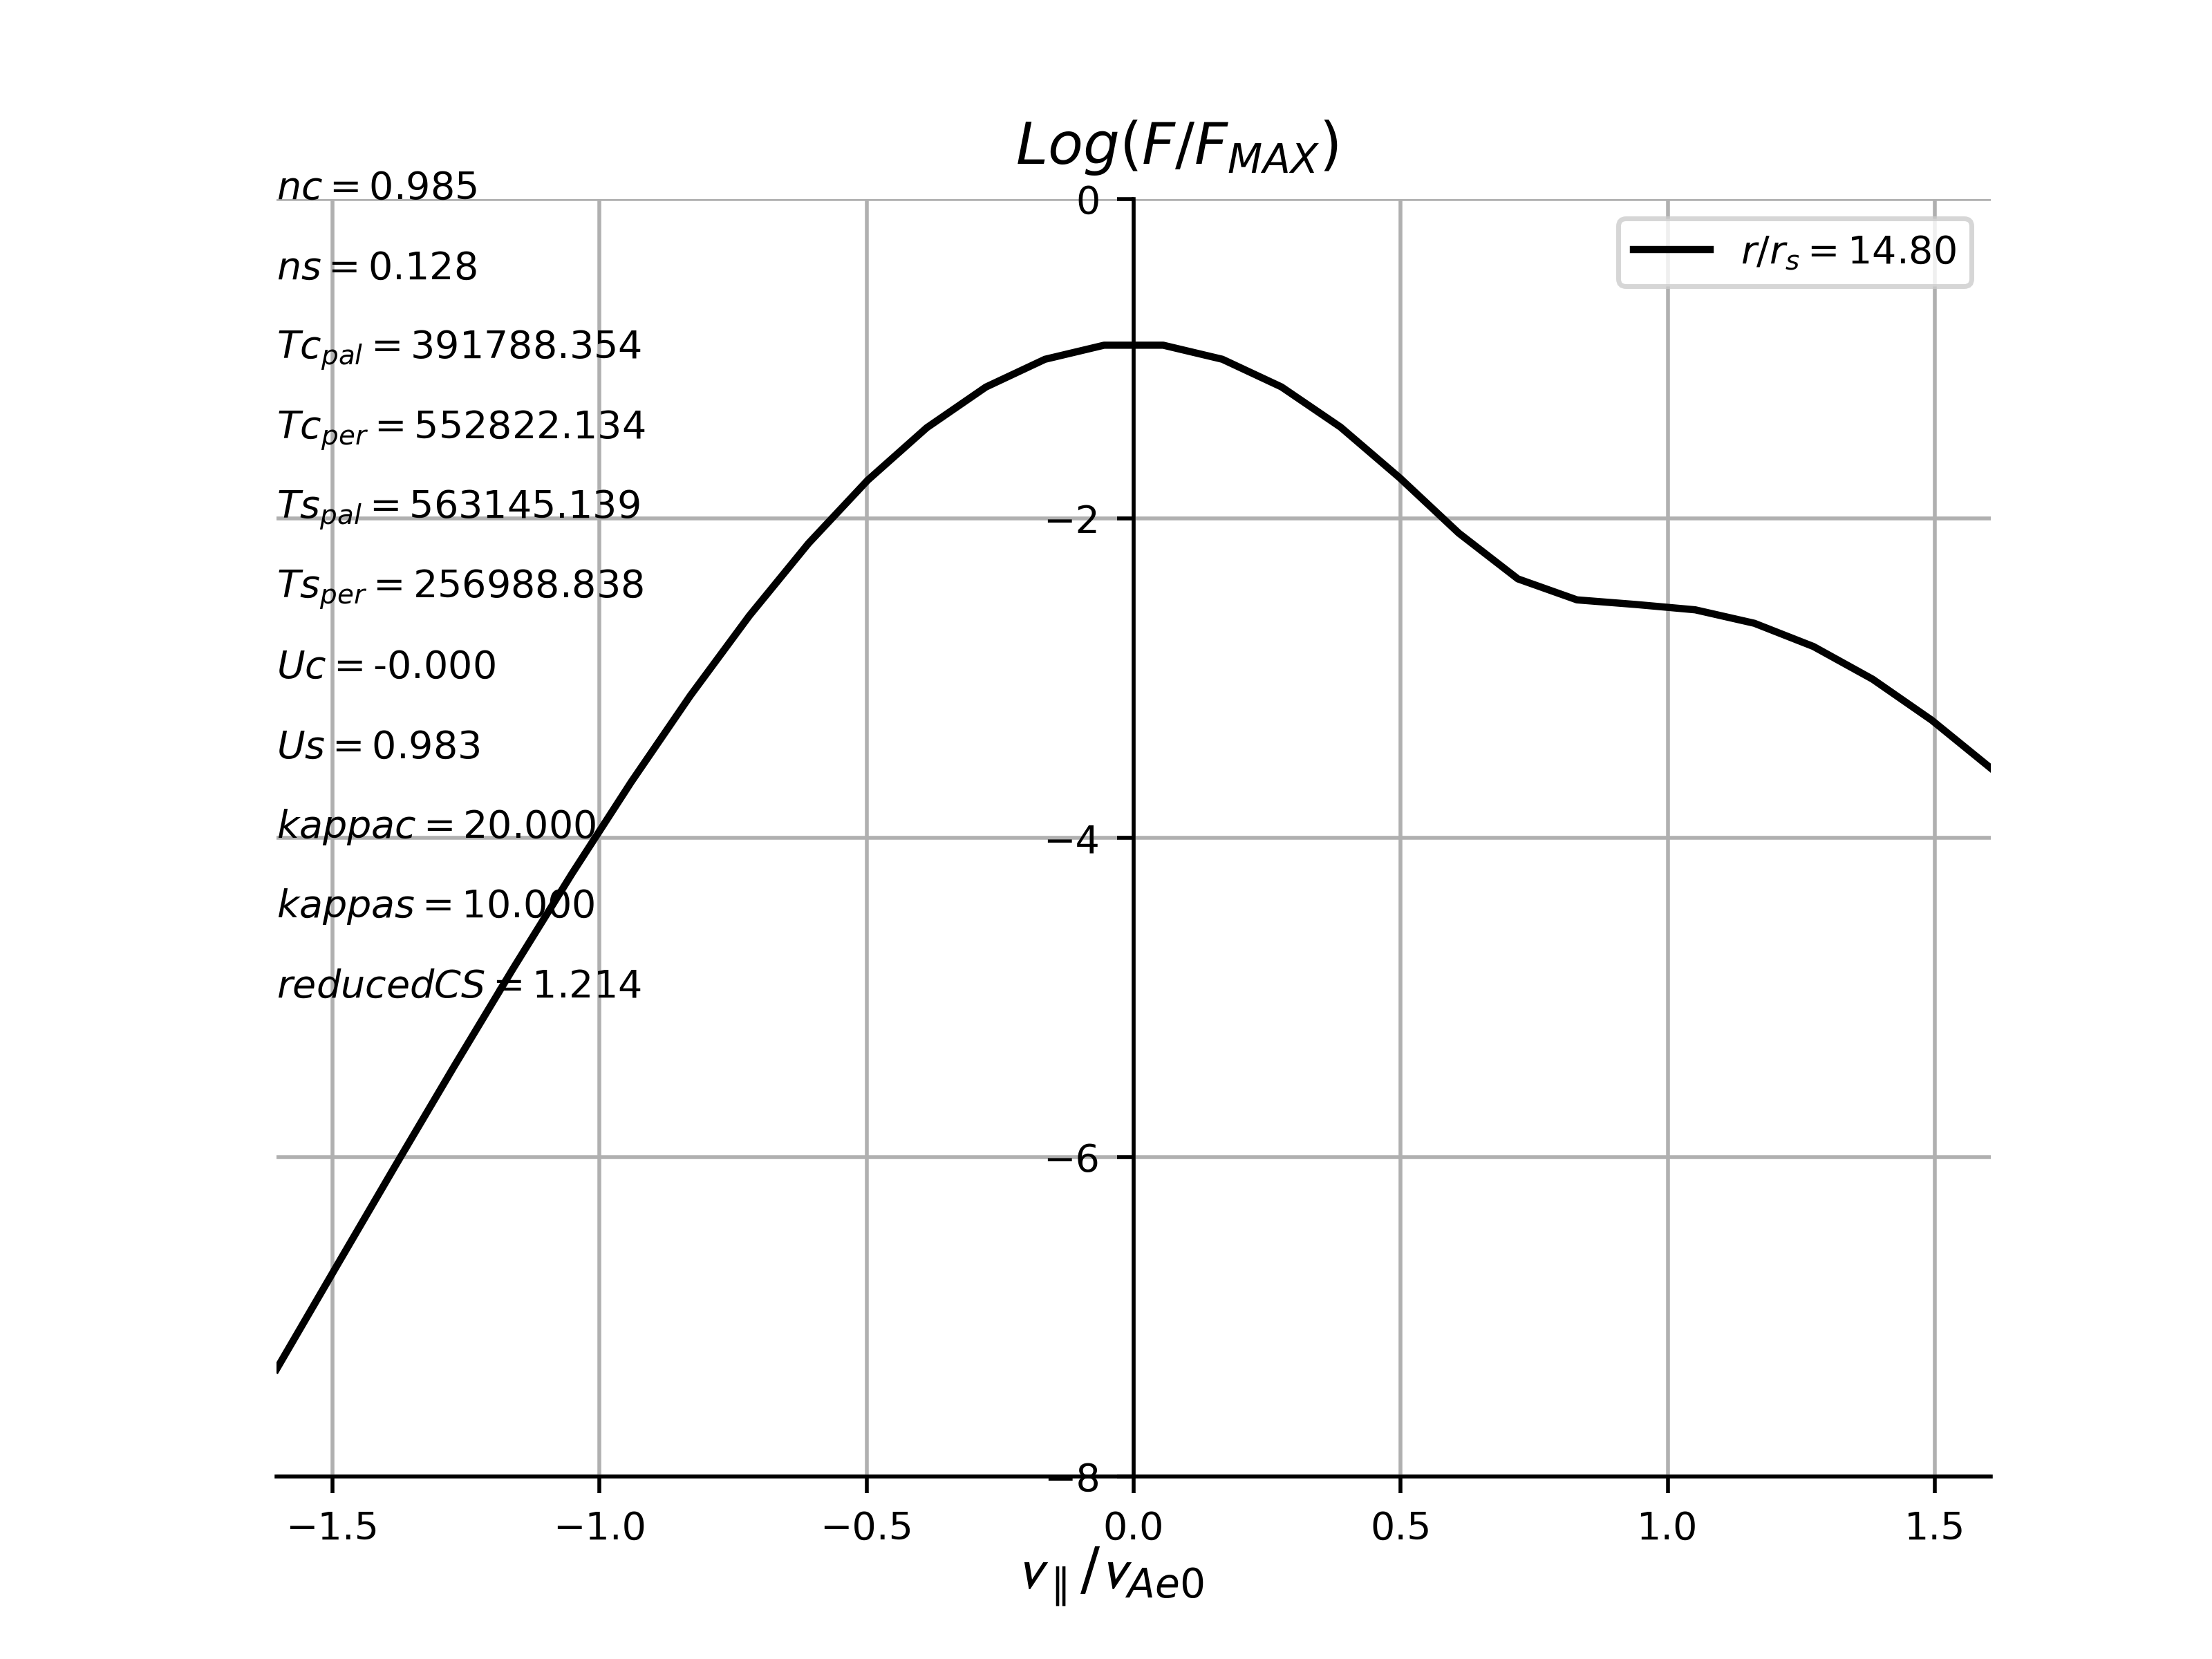 Log(F/F_MAX)
nc = 0.985
ns = 0.128
Tc_pal = 391788.354
Tc_per = 552822.134
Ts_pal = 563145.139
Ts_per = 256988.838
Uc = -0.000
Us = 0.983
kappac = 20.000
kappas = 10.000
reducedCS = 1.214
0
−2
−4
−6
−8
r/r_s = 14.80
−1.5 −1.0 −0.5 0.0 0.5 1.0 1.5
v_∥/v_Ae0